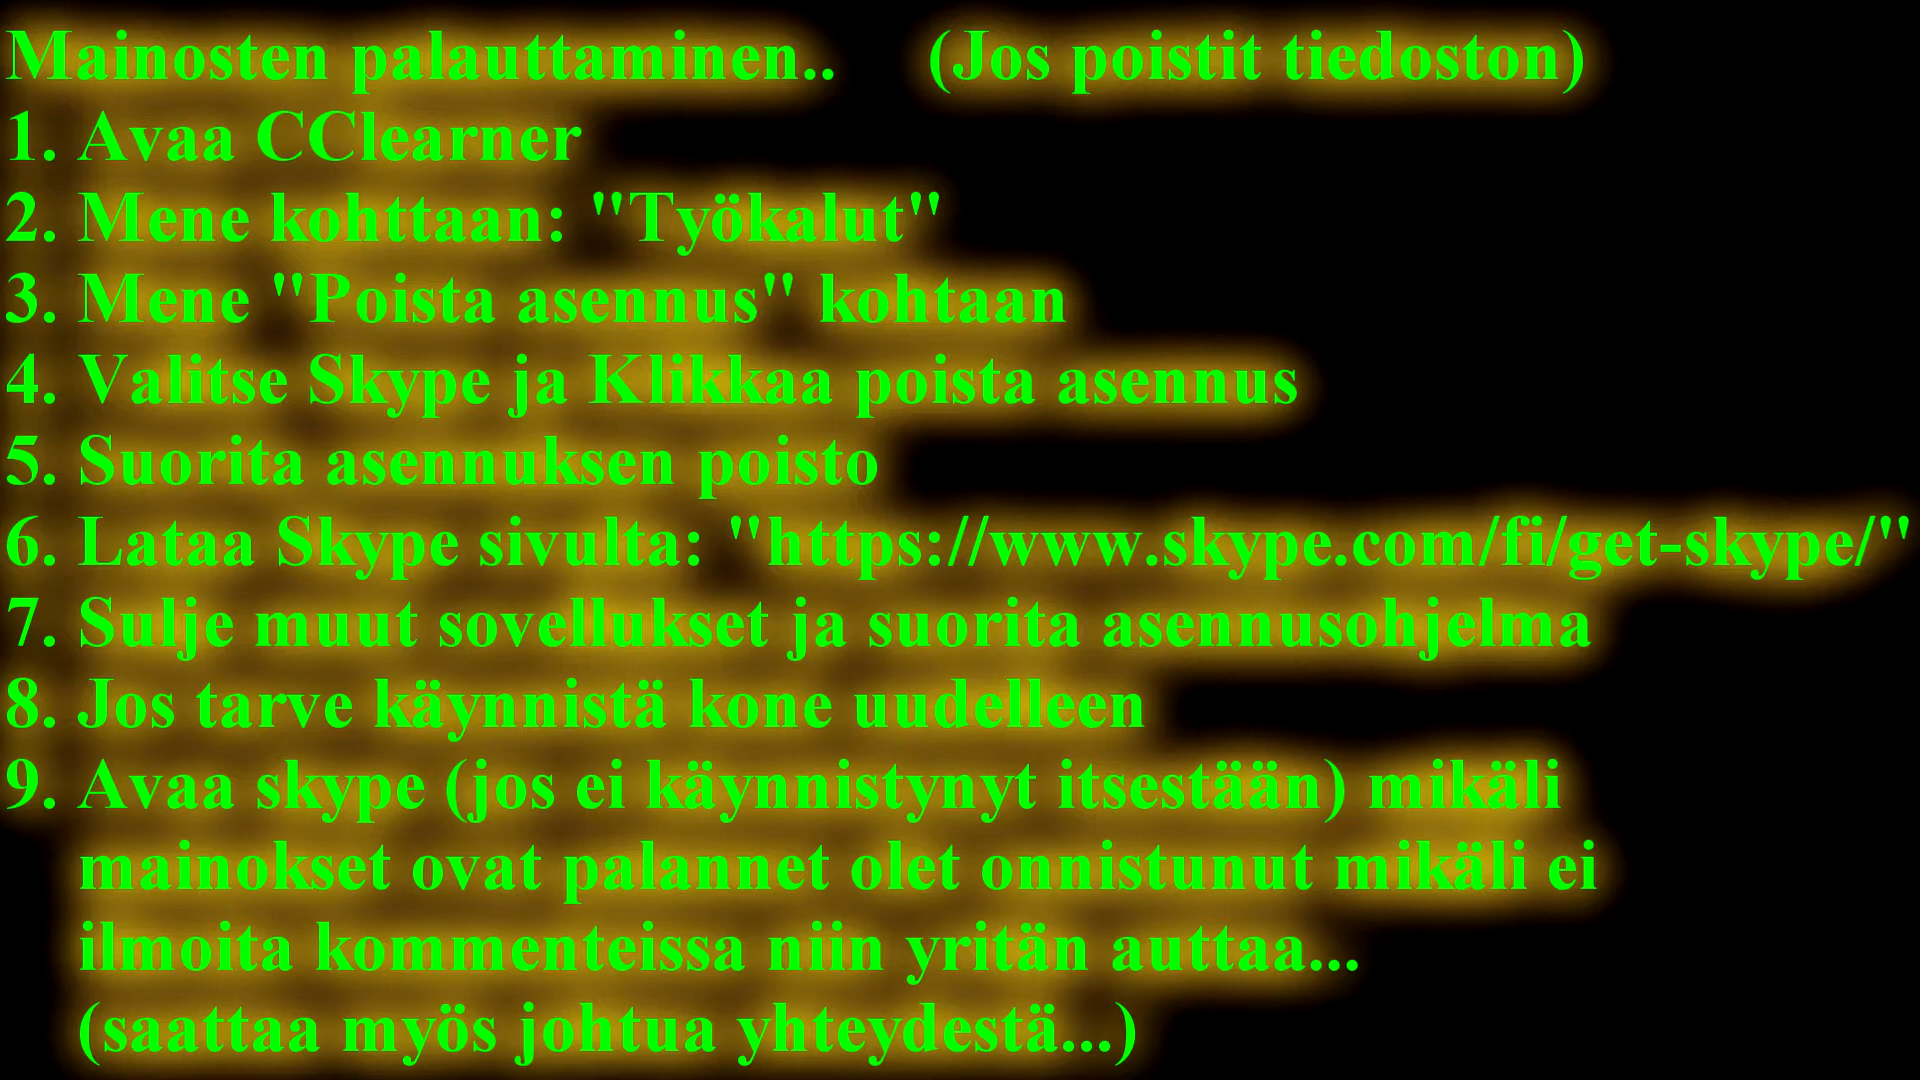 Mainosten palauttaminen.. (Jos poistit tiedoston)
1. Avaa CClearner
2. Mene kohttaan: "Työkalut"
3. Mene "Poista asennus" kohtaan
4. Valitse Skype ja Klikkaa poista asennus
5. Suorita asennuksen poisto
6. Lataa Skype sivulta: "https://www.skype.com/fi/get-skype/"
7. Sulje muut sovellukset ja suorita asennusohjelma
8. Jos tarve käynnistä kone uudelleen
9. Avaa skype (jos ei käynnistynyt itsestään) mikäli
mainokset ovat palannet olet onnistunut mikäli ei
ilmoita kommenteissa niin yritän auttaa...
(saattaa myös johtua yhteydestä...)